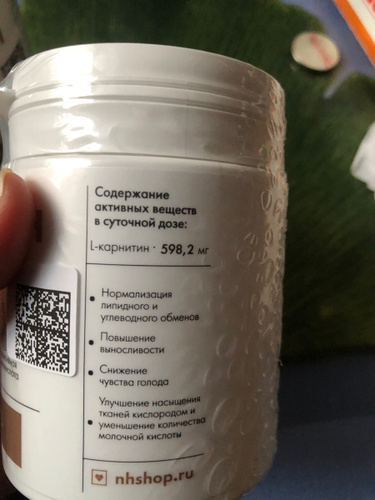 Содержание
активных веществ
в суточной дозе:
L-карнитин - 598,2 мг
• Нормализация
липидного и
углеводного обменов
• Повышение
выносливости
• Снижение
чувства голода
• Улучшение насыщения
тканей кислородом и
уменьшение количества
молочной кислоты
nhshop.ru